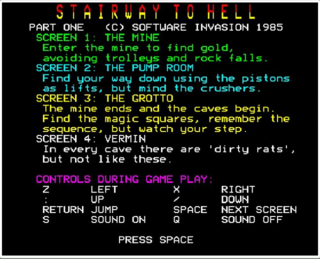 STAIRWAY TO HELL
PART ONE (C) SOFTWARE INVASION 1985
SCREEN 1: THE MINE
Enter the mine to find gold,
avoiding trolleys and rock falls.
SCREEN 2: THE PUMP ROOM
Find your way down using the pistons
as lifts, but mind the crushers.
SCREEN 3: THE GROTTO
The mine ends and the caves begin.
Find the magic squares, remember the
sequence, but watch your step.
SCREEN 4: VERMIN
In every cave there are 'dirty rats',
but not like these.
CONTROLS DURING GAME PLAY:
Z LEFT X RIGHT
: UP / DOWN
RETURN JUMP SPACE NEXT SCREEN
S SOUND ON Q SOUND OFF
PRESS SPACE